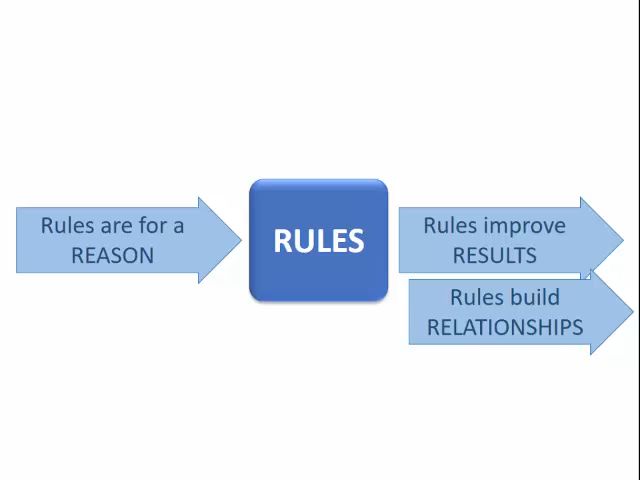 Rules are for a
REASON
RULES
Rules improve
RESULTS
Rules build
RELATIONSHIPS